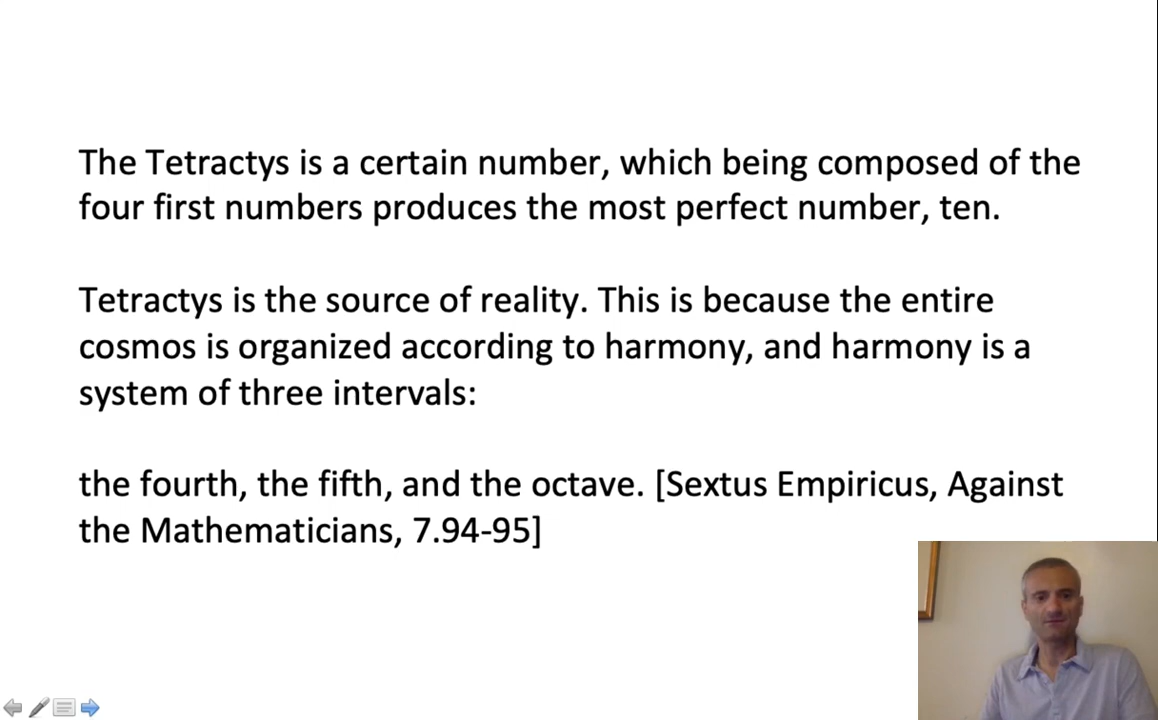 The Tetractys is a certain number, which being composed of the
four first numbers produces the most perfect number, ten.
Tetractys is the source of reality. This is because the entire
cosmos is organized according to harmony, and harmony is a
system of three intervals:
the fourth, the fifth, and the octave. [Sextus Empiricus, Against
the Mathematicians, 7.94-95]